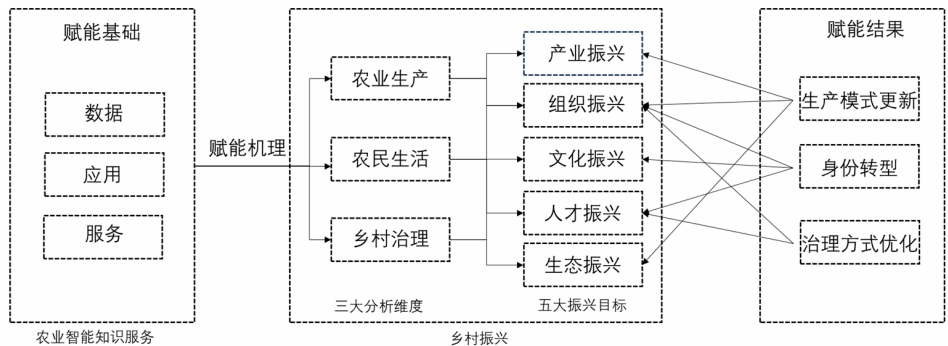 赋能基础
数据
应用
服务
农业智能知识服务
赋能机理
农业生产
农民生活
乡村治理
三大分析维度
产业振兴
组织振兴
文化振兴
人才振兴
生态振兴
五大振兴目标
乡村振兴
赋能结果
生产模式更新
身份转型
治理方式优化